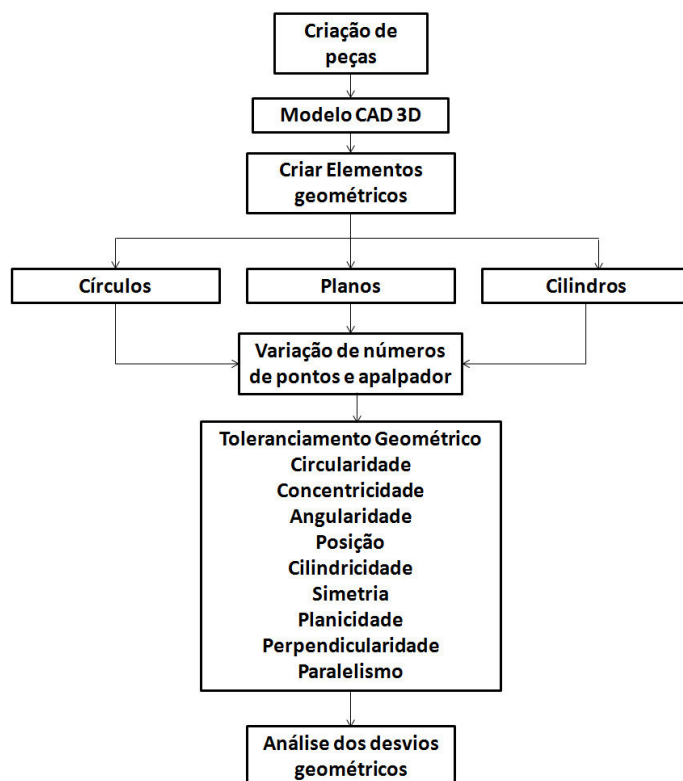 Criação de
peças
Modelo CAD 3D
Criar Elementos
geométricos
Círculos
Planos
Cilindros
Variação de números
de pontos e apalpador
Toleranciamento Geométrico
Circularidade
Concentricidade
Angularidade
Posição
Cilindricidade
Simetria
Planicidade
Perpendicularidade
Paralelismo
Análise dos desvios
geométricos